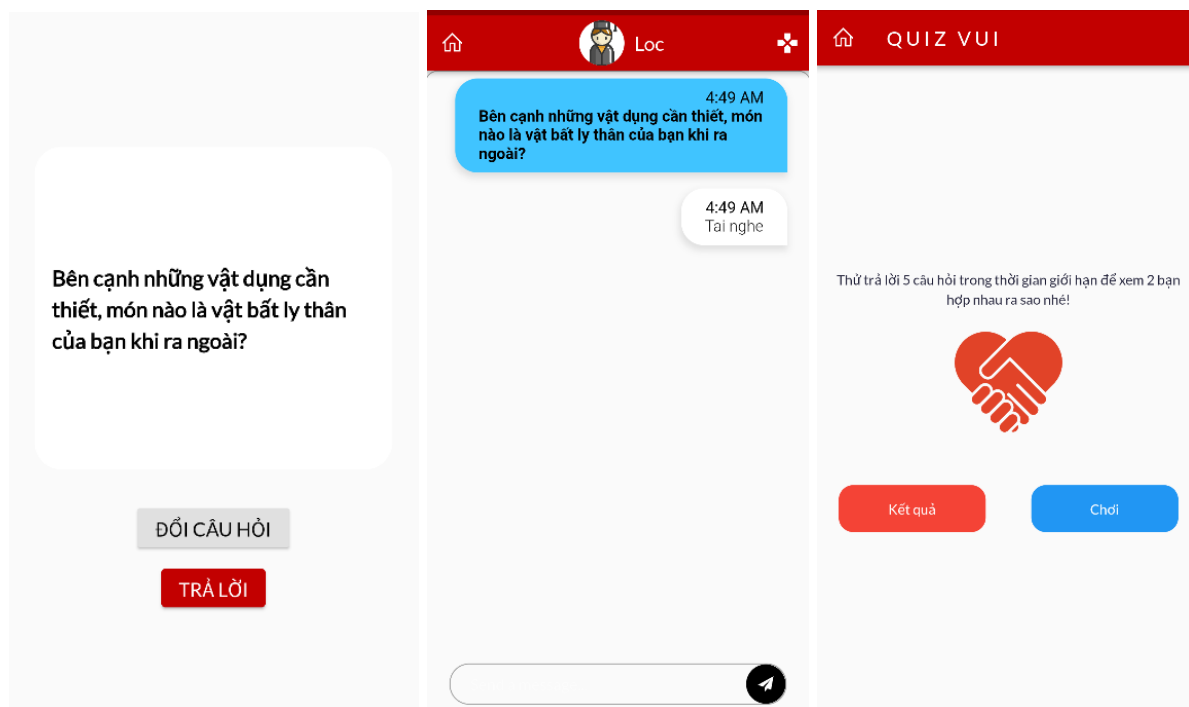 Bên cạnh những vật dụng cần
thiết, món nào là vật bất ly thân
của bạn khi ra ngoài?
ĐỔI CÂU HỎI
TRẢ LỜI
Loc
4:49 AM
Bên cạnh những vật dụng cần thiết, món
nào là vật bất ly thân của bạn khi ra
ngoài?
4:49 AM
Tai nghe
QUIZ VUI
Thử trả lời 5 câu hỏi trong thời gian giới hạn để xem 2 bạn
hợp nhau ra sao nhé!
Kết quả
Chơi